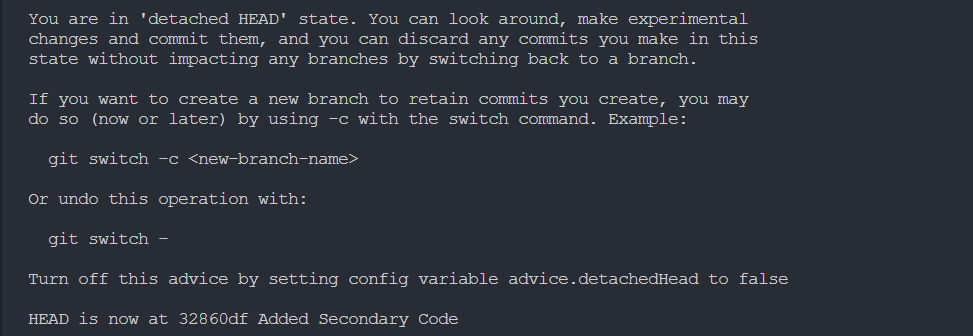 You are in 'detached HEAD' state. You can look around, make experimental
changes and commit them, and you can discard any commits you make in this
state without impacting any branches by switching back to a branch.
If you want to create a new branch to retain commits you create, you may
do so (now or later) by using -c with the switch command. Example:
git switch -c <new-branch-name>
Or undo this operation with:
git switch -
Turn off this advice by setting config variable advice.detachedHead to false
HEAD is now at 32860df Added Secondary Code